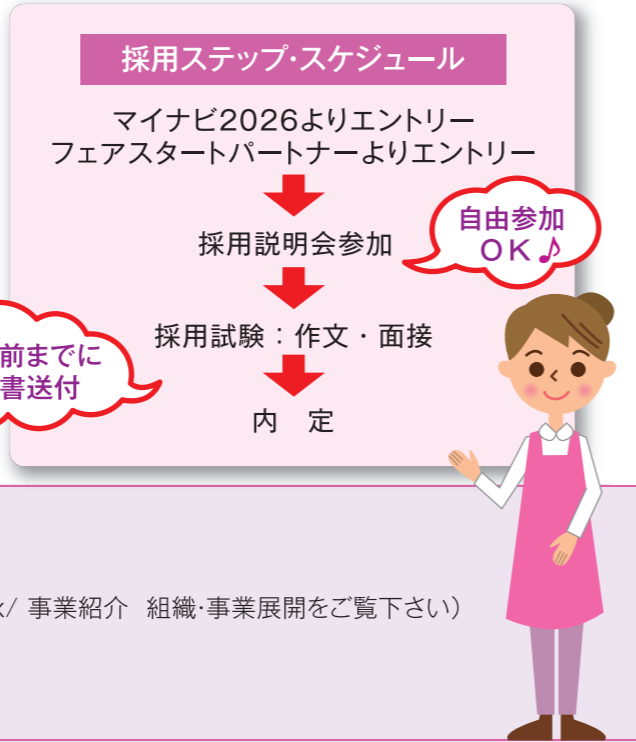 採用ステップ・スケジュール
マイナビ2026よりエントリー
フェアスタートパートナーよりエントリー
採用説明会参加
自由参加
OK♪
採用試験：作文・面接
前までに
書送付
内　定
/ 事業紹介　組織・事業展開をご覧下さい）